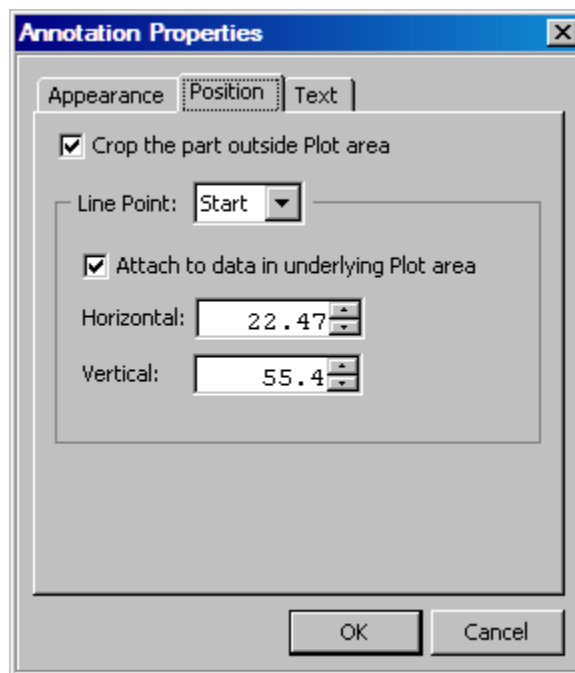 Annotation Properties
Appearance Position Text
Crop the part outside Plot area
Line Point: Start
Attach to data in underlying Plot area
Horizontal: 22.47
Vertical: 55.4
OK Cancel